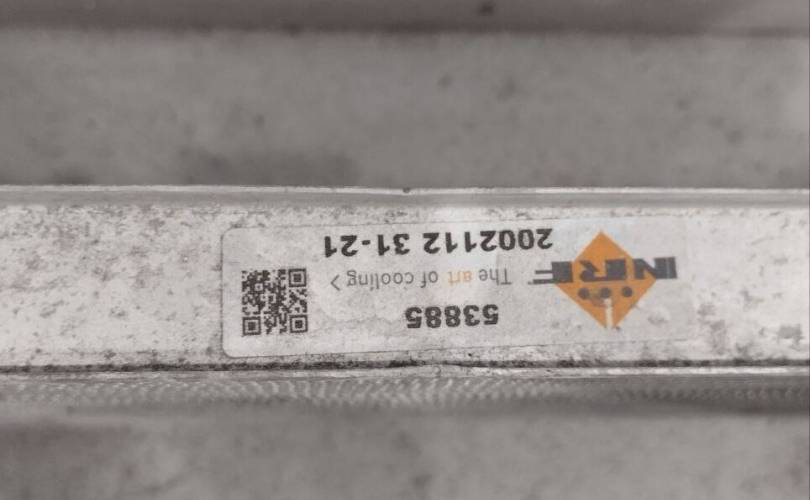 NRF
53885
The art of cooling >
2002112 31-21